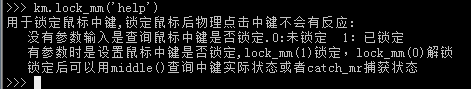 >>> km.lock_mm('help')
用于锁定鼠标中键,锁定鼠标后物理点击中键不会有反应:
没有参数输入是查询鼠标中键是否锁定.0:未锁定 1: 已锁定
有参数时是设置鼠标中键是否锁定,lock_mm(1)锁定，lock_mm(0)解锁
锁定后可以用middle()查询中键实际状态或者catch_mr捕获状态
>>>